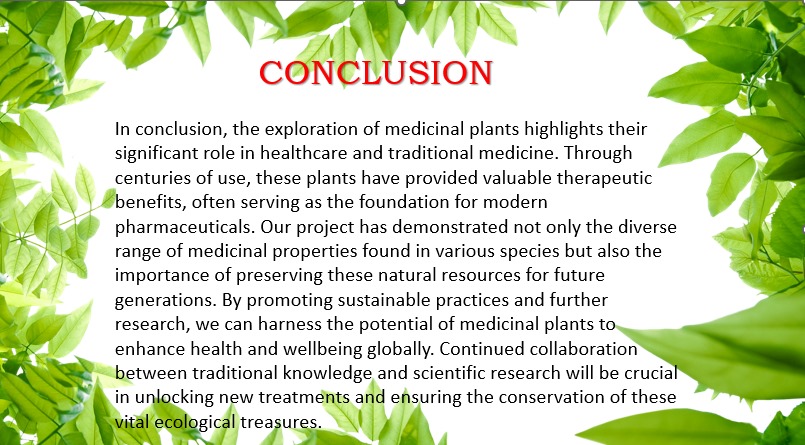 CONCLUSION
In conclusion, the exploration of medicinal plants highlights their
significant role in healthcare and traditional medicine. Through
centuries of use, these plants have provided valuable therapeutic
benefits, often serving as the foundation for modern
pharmaceuticals. Our project has demonstrated not only the diverse
range of medicinal properties found in various species but also the
importance of preserving these natural resources for future
generations. By promoting sustainable practices and further
research, we can harness the potential of medicinal plants to
enhance health and wellbeing globally. Continued collaboration
between traditional knowledge and scientific research will be crucial
in unlocking new treatments and ensuring the conservation of these
vital ecological treasures.